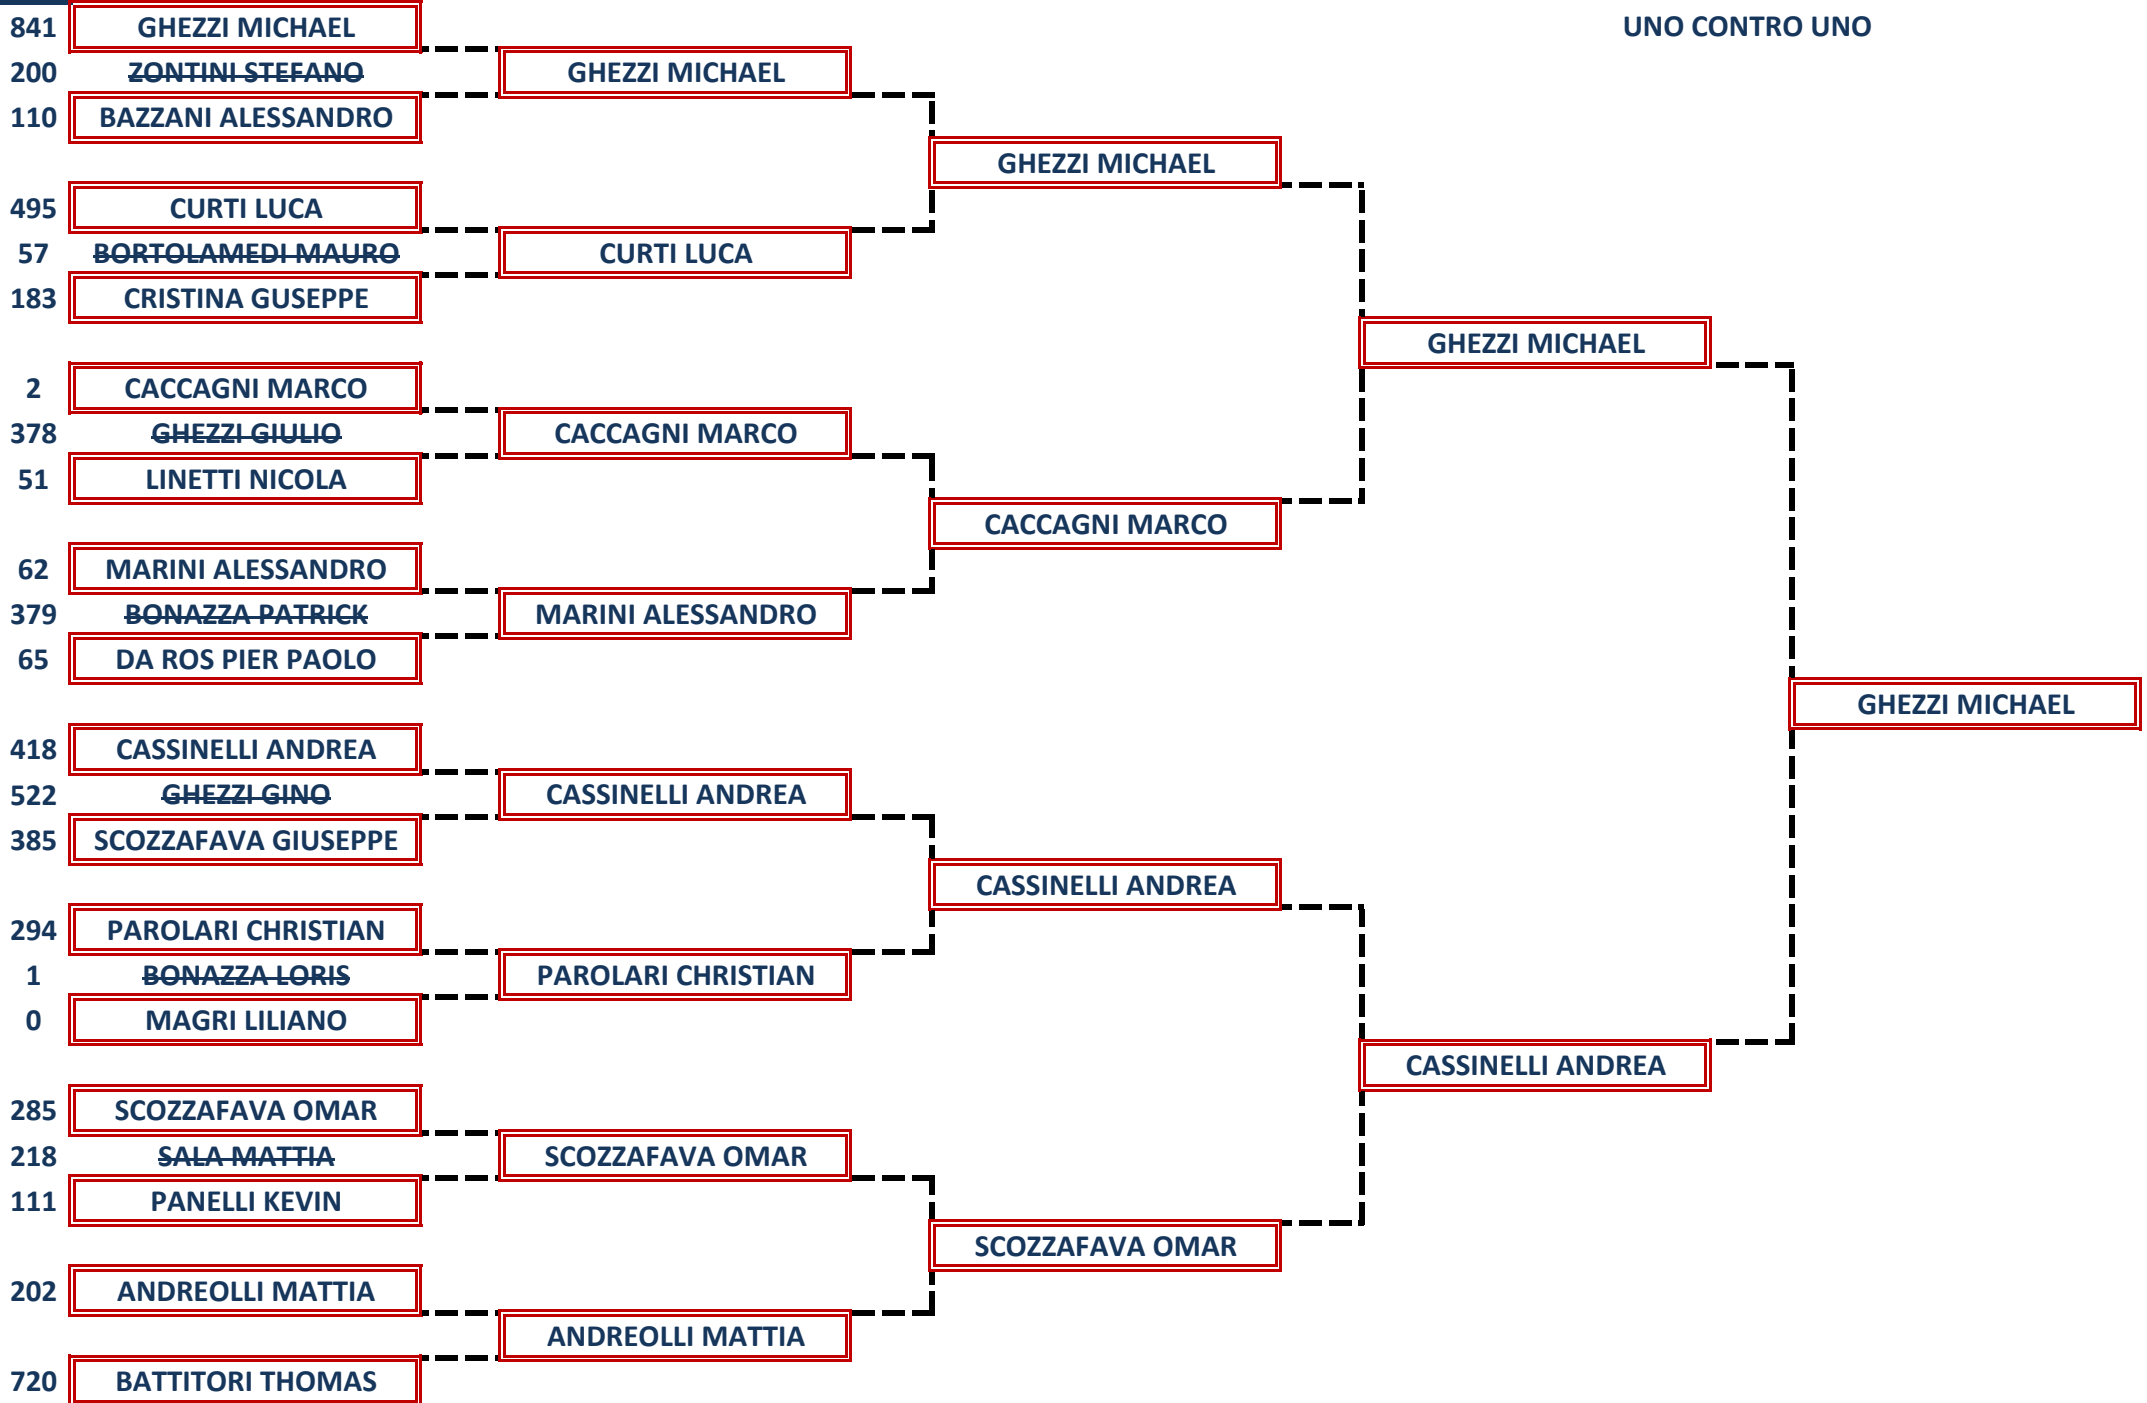 UNO CONTRO UNO
841 GHEZZI MICHAEL
200 ZONTINI STEFANO
GHEZZI MICHAEL
110 BAZZANI ALESSANDRO
GHEZZI MICHAEL
495 CURTI LUCA
57 BORTOLAMEDI MAURO
CURTI LUCA
183 CRISTINA GUSEPPE
GHEZZI MICHAEL
2 CACCAGNI MARCO
378 GHEZZI GIULIO
CACCAGNI MARCO
51 LINETTI NICOLA
CACCAGNI MARCO
62 MARINI ALESSANDRO
379 BONAZZA PATRICK
MARINI ALESSANDRO
65 DA ROS PIER PAOLO
GHEZZI MICHAEL
418 CASSINELLI ANDREA
522 GHEZZI GINO
CASSINELLI ANDREA
385 SCOZZAFAVA GIUSEPPE
CASSINELLI ANDREA
294 PAROLARI CHRISTIAN
1 BONAZZA LORIS
PAROLARI CHRISTIAN
0 MAGRI LILIANO
CASSINELLI ANDREA
285 SCOZZAFAVA OMAR
218 SALA MATTIA
SCOZZAFAVA OMAR
111 PANELLI KEVIN
SCOZZAFAVA OMAR
202 ANDREOLLI MATTIA
ANDREOLLI MATTIA
720 BATTITORI THOMAS